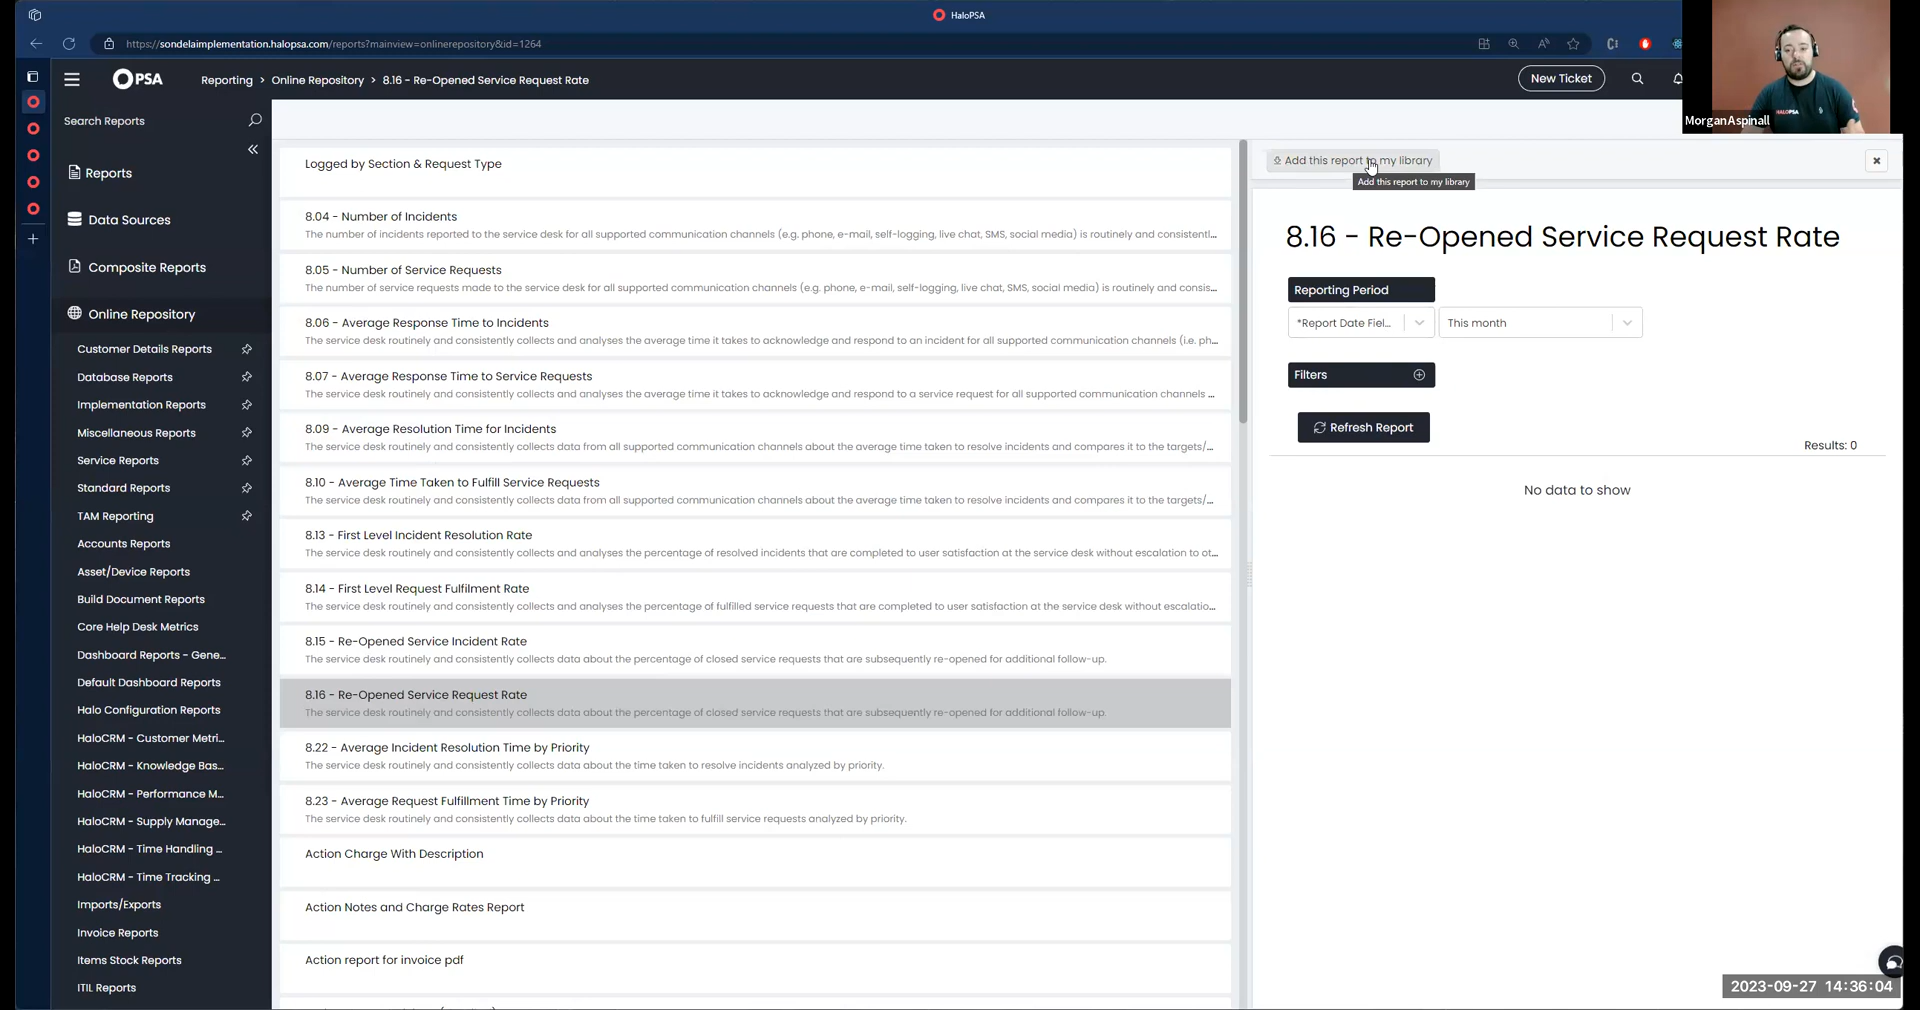 HaloPSA
https://sondelaimplementation.halopsa.com/reports?mainview=onlinerepository&id=1264
PSA
Reporting > Online Repository > 8.16 - Re-Opened Service Request Rate
New Ticket
MorganAspinall
Search Reports
Reports
Data Sources
Composite Reports
Online Repository
Customer Details Reports
Database Reports
Implementation Reports
Miscellaneous Reports
Service Reports
Standard Reports
TAM Reporting
Accounts Reports
Asset/Device Reports
Build Document Reports
Core Help Desk Metrics
Dashboard Reports - Gene...
Default Dashboard Reports
Halo Configuration Reports
HaloCRM - Customer Metri...
HaloCRM - Knowledge Bas...
HaloCRM - Performance M...
HaloCRM - Supply Manage...
HaloCRM - Time Handling ...
HaloCRM - Time Tracking ...
Imports/Exports
Invoice Reports
Items Stock Reports
ITIL Reports
Logged by Section & Request Type
8.04 - Number of Incidents
The number of incidents reported to the service desk for all supported communication channels (e.g. phone, e-mail, self-logging, live chat, SMS, social media) is routinely and consistentl...
8.05 - Number of Service Requests
The number of service requests made to the service desk for all supported communication channels (e.g. phone, e-mail, self-logging, live chat, SMS, social media) is routinely and consis...
8.06 - Average Response Time to Incidents
The service desk routinely and consistently collects and analyses the average time it takes to acknowledge and respond to an incident for all supported communication channels (i.e. ph...
8.07 - Average Response Time to Service Requests
The service desk routinely and consistently collects and analyses the average time it takes to acknowledge and respond to a service request for all supported communication channels ...
8.09 - Average Resolution Time for Incidents
The service desk routinely and consistently collects data from all supported communication channels about the average time taken to resolve incidents and compares it to the targets/...
8.10 - Average Time Taken to Fulfill Service Requests
The service desk routinely and consistently collects data from all supported communication channels about the average time taken to resolve incidents and compares it to the targets/...
8.13 - First Level Incident Resolution Rate
The service desk routinely and consistently collects and analyses the percentage of resolved incidents that are completed to user satisfaction at the service desk without escalation to ot...
8.14 - First Level Request Fulfilment Rate
The service desk routinely and consistently collects and analyses the percentage of fulfilled service requests that are completed to user satisfaction at the service desk without escalatio...
8.15 - Re-Opened Service Incident Rate
The service desk routinely and consistently collects data about the percentage of closed service requests that are subsequently re-opened for additional follow-up.
8.16 - Re-Opened Service Request Rate
The service desk routinely and consistently collects data about the percentage of closed service requests that are subsequently re-opened for additional follow-up.
8.22 - Average Incident Resolution Time by Priority
The service desk routinely and consistently collects data about the time taken to resolve incidents analyzed by priority.
8.23 - Average Request Fulfillment Time by Priority
The service desk routinely and consistently collects data about the time taken to fulfill service requests analyzed by priority.
Action Charge With Description
Action Notes and Charge Rates Report
Action report for invoice pdf
Add this report to my library
Add this report to my library
8.16 - Re-Opened Service Request Rate
Reporting Period
*Report Date Fiel...
This month
Filters
Refresh Report
Results: 0
No data to show
2023-09-27 14:36:04